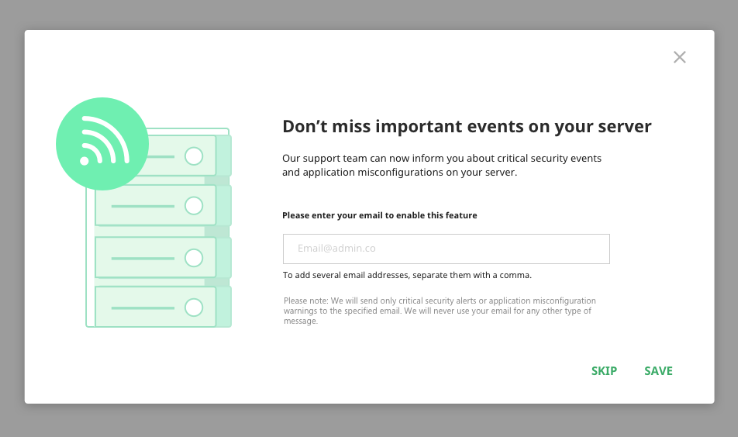 Don’t miss important events on your server
Our support team can now inform you about critical security events
and application misconfigurations on your server.
Please enter your email to enable this feature
Email@admin.co
To add several email addresses, separate them with a comma.
Please note: We will send only critical security alerts or application misconfiguration
warnings to the specified email. We will never use your email for any other type of
message.
SKIP SAVE